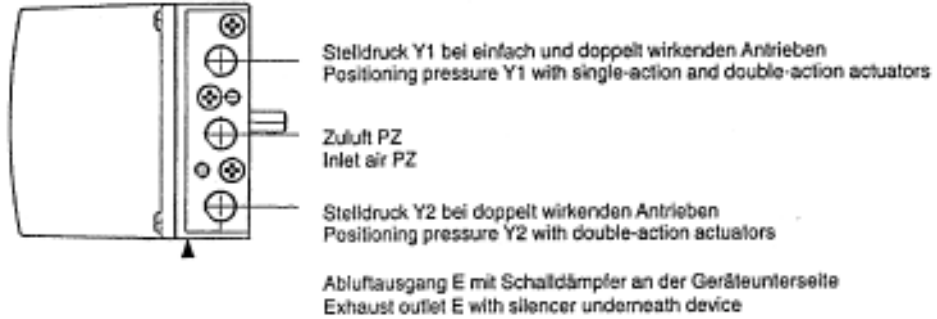 Stelldruck Y1 bei einfach und doppelt wirkenden Antrieben
Positioning pressure Y1 with single-action and double-action actuators
Zuluft PZ
Inlet air PZ
Stelldruck Y2 bei doppelt wirkenden Antrieben
Positioning pressure Y2 with double-action actuators
Abluftausgang E mit Schalldämpfer an der Geräteunterseite
Exhaust outlet E with silencer underneath device